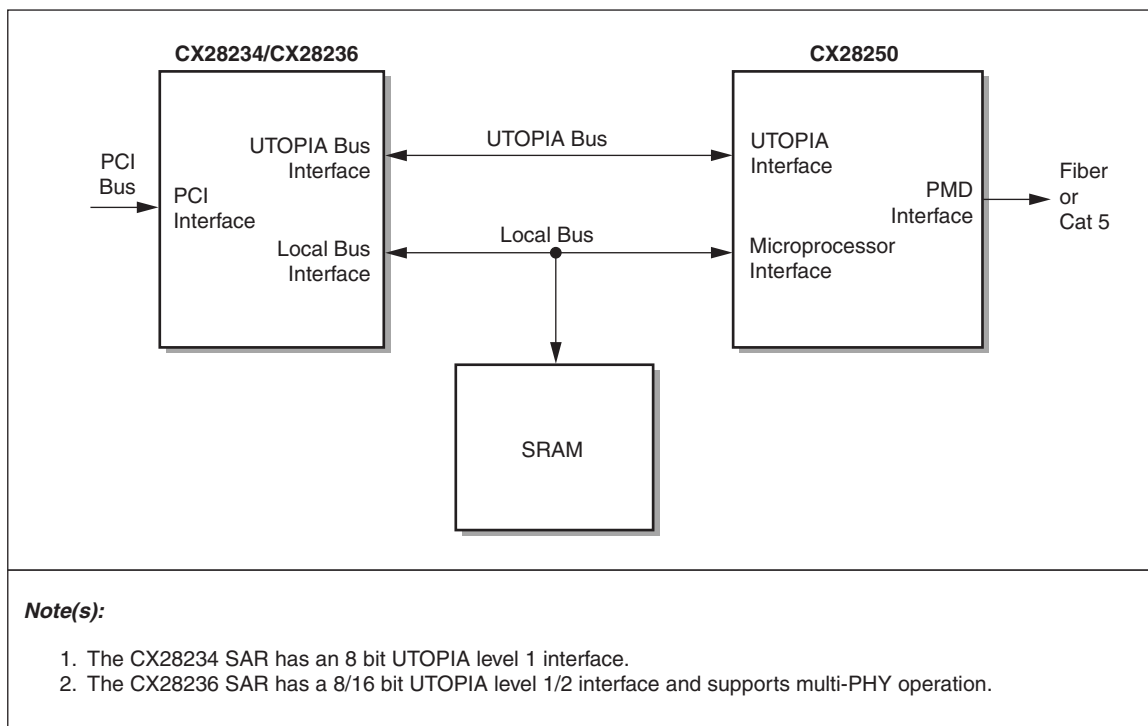 CX28234/CX28236
CX28250
PCI
Bus
PCI
Interface
UTOPIA Bus
Interface
Local Bus
Interface
UTOPIA Bus
Local Bus
UTOPIA
Interface
Microprocessor
Interface
PMD
Interface
Fiber
or
Cat 5
SRAM
Note(s):
1. The CX28234 SAR has an 8 bit UTOPIA level 1 interface.
2. The CX28236 SAR has a 8/16 bit UTOPIA level 1/2 interface and supports multi-PHY operation.